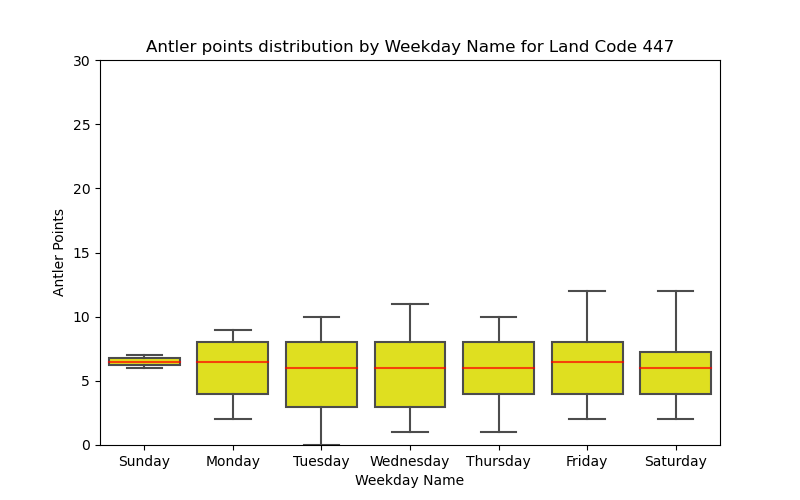 Antler points distribution by Weekday Name for Land Code 447
30
25
20
15
10
5
0
Antler Points
Sunday Monday Tuesday Wednesday Thursday Friday Saturday
Weekday Name